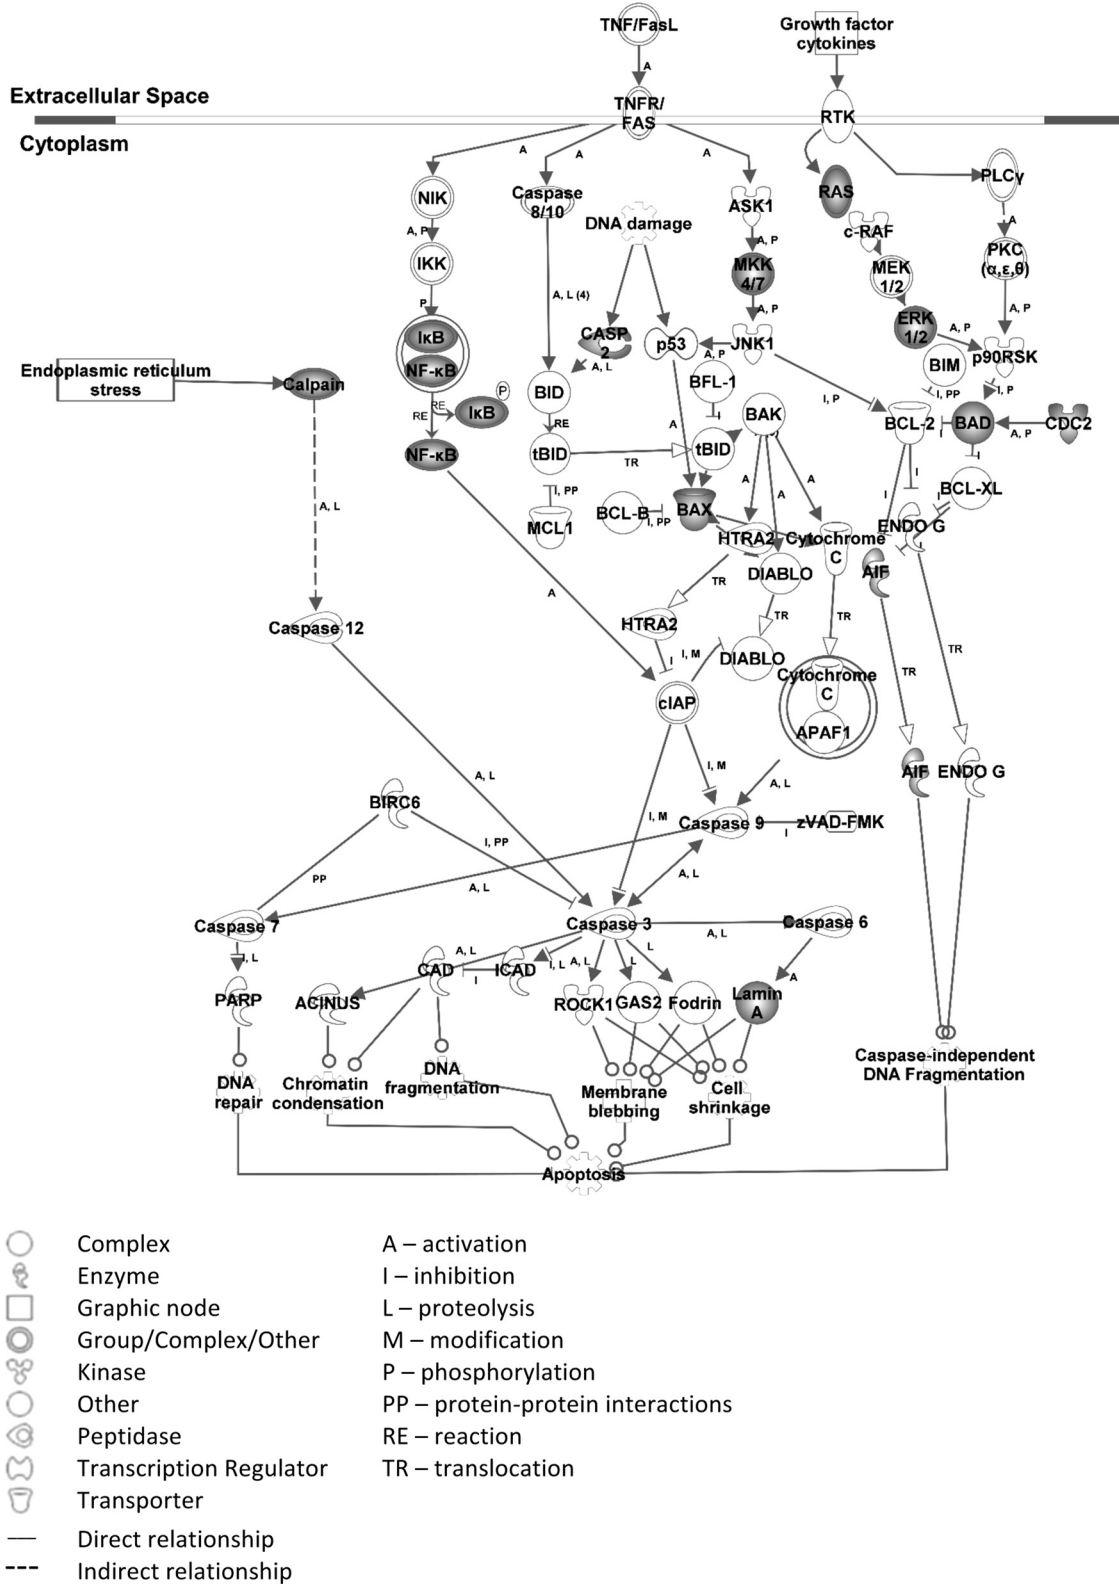 TNF/FasL
Growth factor
cytokines
A
Extracellular Space
TNFR/
FAS
RTK
Cytoplasm
A
A
A
NIK
Caspase
8/10
DNA damage
ASK1
RAS
PLCγ
A, P
A, P
c-RAF
A
IKK
MKK
4/7
MEK
1/2
PKC
(α,ε,θ)
P
A, L (4)
A, P
A, P
IκB
CASP
2
p53
JNK1
ERK
1/2
A, P
p90RSK
NF-κB
A, L
A, P
BIM
Endoplasmic reticulum
stress
Calpain
BID
BFL-1
I, P
I, PP
I, P
P
RE
RE
IκB
RE
A
I
BAK
BCL-2
I
BAD
A, P
CDC2
NF-κB
tBID
TR
tBID
I
I
I
A, L
I, PP
A
A
A
I
BCL-XL
MCL1
BCL-B
I, PP
BAX
I
ENDO G
HTRA2
Cytochrome
C
I
DIABLO
AIF
A
TR
TR
TR
Caspase 12
HTRA2
I, M
DIABLO
I
TR
TR
Cytochrome
C
cIAP
APAF1
A, L
I, M
A, L
AIF
ENDO G
BIRC6
I, M
Caspase 9
I
zVAD-FMK
I, PP
PP
A, L
A, L
Caspase 7
Caspase 3
A, L
Caspase 6
I, L
A, L
CAD
I
ICAD
I, L
A, L
L
L
A
PARP
ACINUS
ROCK1
GAS2
Fodrin
Lamin
A
DNA
repair
Chromatin
condensation
DNA
fragmentation
Membrane
blebbing
Cell
shrinkage
Caspase-independent
DNA Fragmentation
Apoptosis
Complex
Enzyme
Graphic node
Group/Complex/Other
Kinase
Other
Peptidase
Transcription Regulator
Transporter
Direct relationship
Indirect relationship
A – activation
I – inhibition
L – proteolysis
M – modification
P – phosphorylation
PP – protein-protein interactions
RE – reaction
TR – translocation